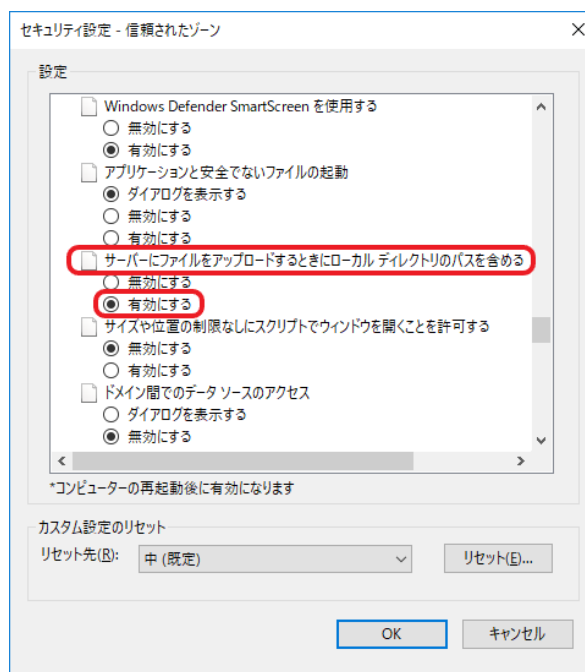 セキュリティ設定 - 信頼されたゾーン
設定
Windows Defender SmartScreen を使用する
無効にする
有効にする
アプリケーションと安全でないファイルの起動
ダイアログを表示する
無効にする
有効にする
サーバーにファイルをアップロードするときにローカル ディレクトリのパスを含める
無効にする
有効にする
サイズや位置の制限なしにスクリプトでウィンドウを開くことを許可する
無効にする
有効にする
ドメイン間でのデータ ソースのアクセス
ダイアログを表示する
無効にする
*コンピューターの再起動後に有効になります
カスタム設定のリセット
リセット先(R): 中 (既定) リセット(E)...
OK キャンセル